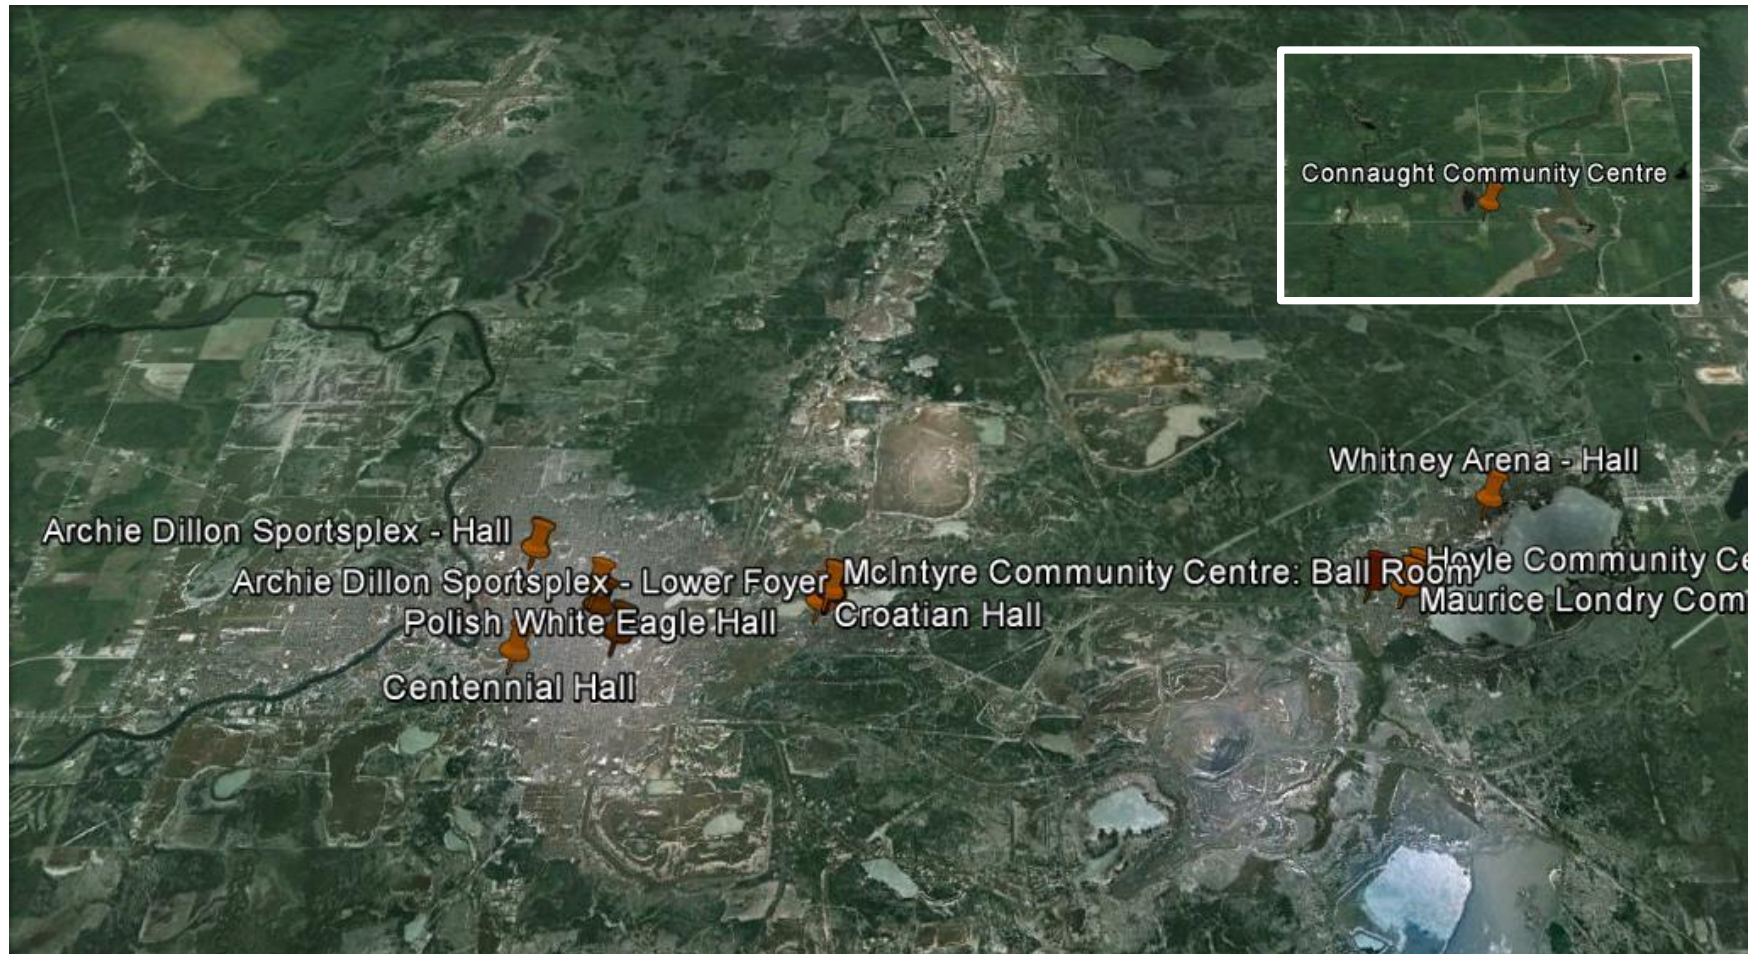 Connaught Community Centre
Whitney Arena - Hall
Archie Dillon Sportsplex - Hall
Hoyle Community Ce
McIntyre Community Centre: Ball Room
Archie Dillon Sportsplex - Lower Foyer
Maurice Londry Com
Croatian Hall
Polish White Eagle Hall
Centennial Hall